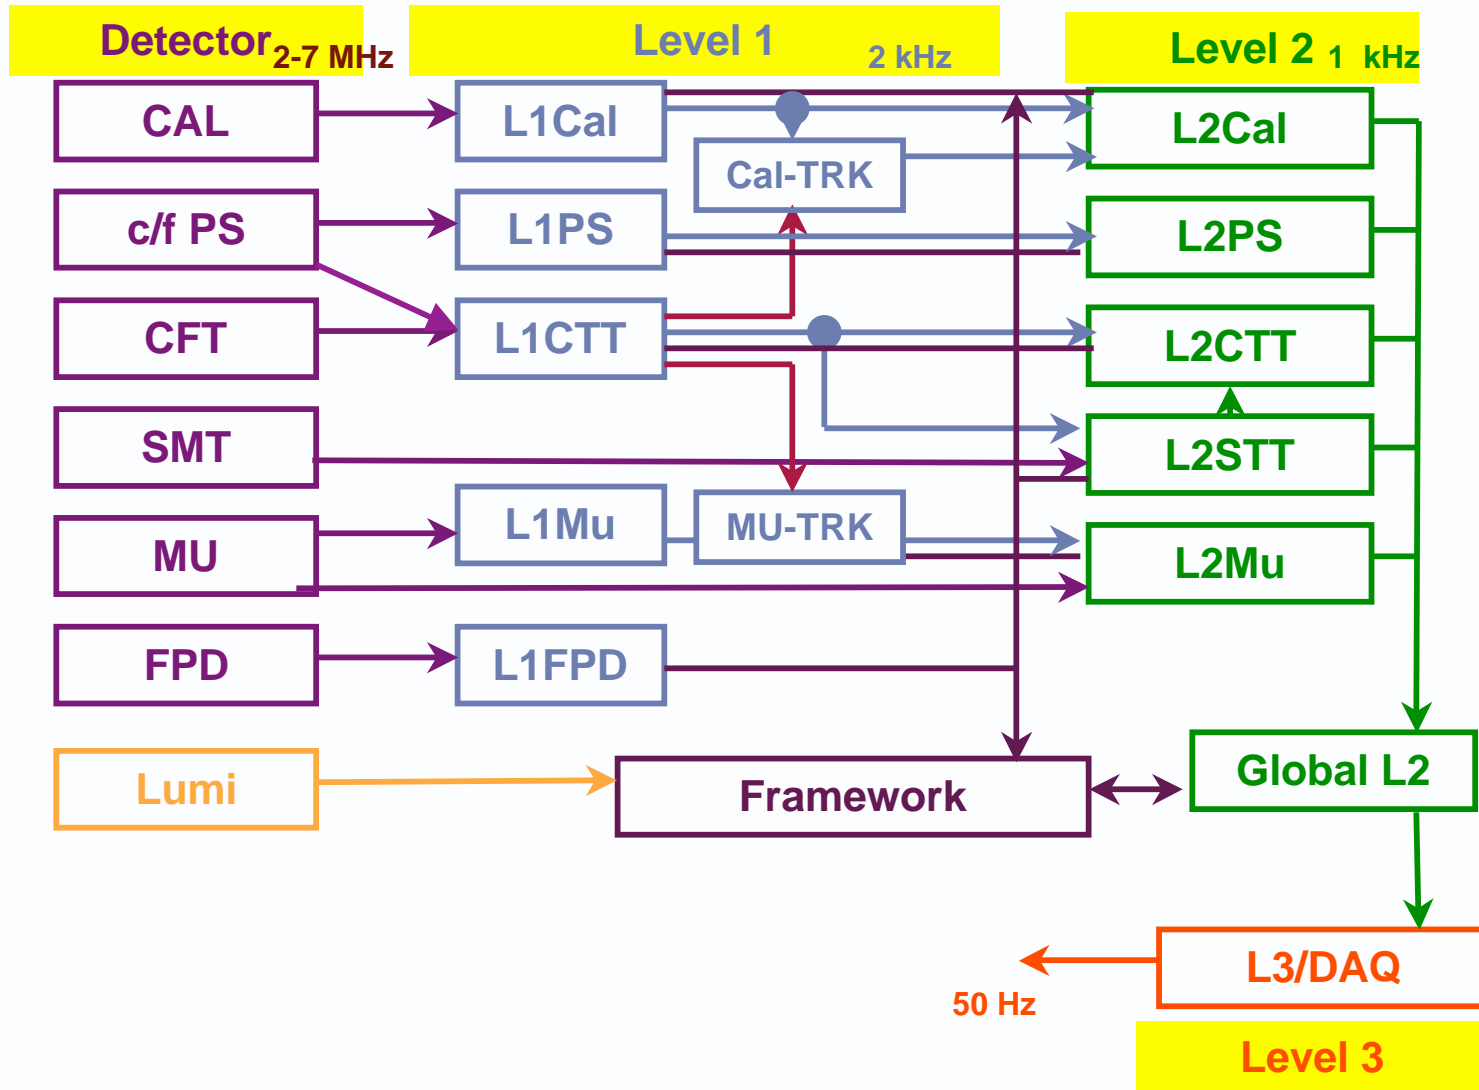 Detector 2-7 MHz
Level 1 2 kHz
Level 2 1 kHz
CAL
L1Cal
L2Cal
Cal-TRK
c/f PS
L1PS
L2PS
CFT
L1CTT
L2CTT
SMT
L2STT
MU
L1Mu
MU-TRK
L2Mu
FPD
L1FPD
Lumi
Framework
Global L2
L3/DAQ
50 Hz
Level 3